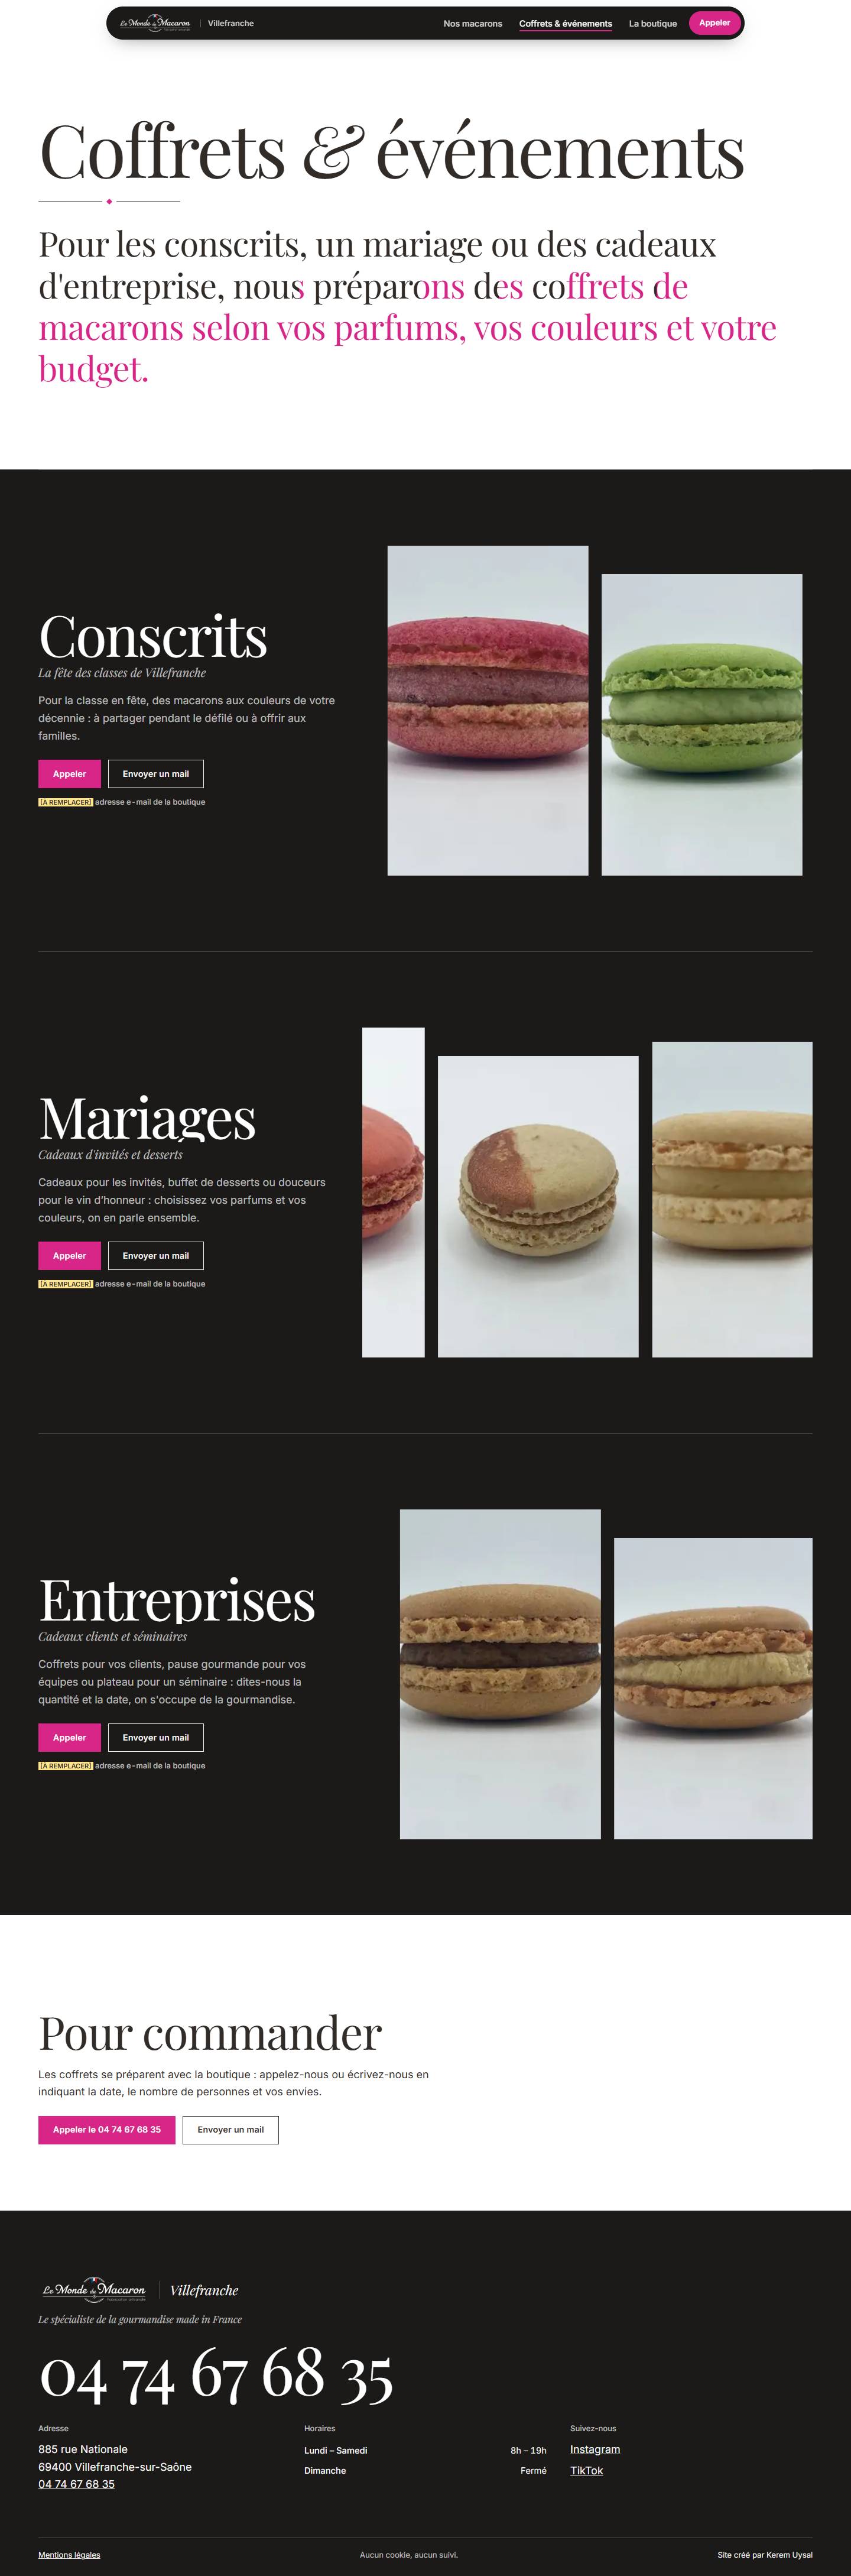 Le Monde du Macaron
Villefranche
Nos macarons
Coffrets & événements
La boutique
Appeler
Coffrets & événements
Pour les conscrits, un mariage ou des cadeaux
d'entreprise, nous préparons des coffrets de
macarons selon vos parfums, vos couleurs et votre
budget.
Conscrits
La fête des classes de Villefranche
Pour la classe en fête, des macarons aux couleurs de votre
décennie : à partager pendant le défilé ou à offrir aux
familles.
Appeler
Envoyer un mail
[À REMPLACER] adresse e-mail de la boutique
Mariages
Cadeaux d'invités et desserts
Cadeaux pour les invités, buffet de desserts ou douceurs
pour le vin d’honneur : choisissez vos parfums et vos
couleurs, on en parle ensemble.
Appeler
Envoyer un mail
[À REMPLACER] adresse e-mail de la boutique
Entreprises
Cadeaux clients et séminaires
Coffrets pour vos clients, pause gourmande pour vos
équipes ou plateau pour un séminaire : dites-nous la
quantité et la date, on s'occupe de la gourmandise.
Appeler
Envoyer un mail
[À REMPLACER] adresse e-mail de la boutique
Pour commander
Les coffrets se préparent avec la boutique : appelez-nous ou écrivez-nous en
indiquant la date, le nombre de personnes et vos envies.
Appeler le 04 74 67 68 35
Envoyer un mail
Le Monde du Macaron
Villefranche
Le spécialiste de la gourmandise made in France
04 74 67 68 35
Adresse
885 rue Nationale
69400 Villefranche-sur-Saône
04 74 67 68 35
Horaires
Lundi – Samedi 8h – 19h
Dimanche Fermé
Suivez-nous
Instagram
TikTok
Mentions légales
Aucun cookie, aucun suivi.
Site créé par Kerem Uysal